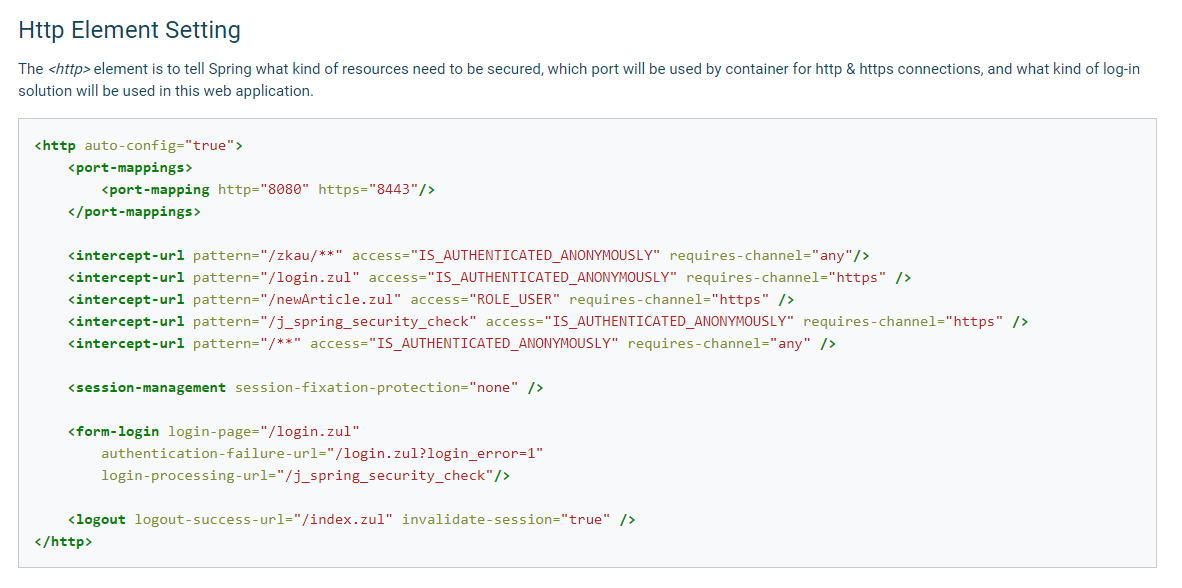 Http Element Setting
The <http> element is to tell Spring what kind of resources need to be secured, which port will be used by container for http & https connections, and what kind of log-in
solution will be used in this web application.
<http auto-config="true">
    <port-mappings>
        <port-mapping http="8080" https="8443"/>
    </port-mappings>

    <intercept-url pattern="/zkau/**" access="IS_AUTHENTICATED_ANONYMOUSLY" requires-channel="any"/>
    <intercept-url pattern="/login.zul" access="IS_AUTHENTICATED_ANONYMOUSLY" requires-channel="https" />
    <intercept-url pattern="/newArticle.zul" access="ROLE_USER" requires-channel="https" />
    <intercept-url pattern="/j_spring_security_check" access="IS_AUTHENTICATED_ANONYMOUSLY" requires-channel="https" />
    <intercept-url pattern="/**" access="IS_AUTHENTICATED_ANONYMOUSLY" requires-channel="any" />

    <session-management session-fixation-protection="none" />

    <form-login login-page="/login.zul"
        authentication-failure-url="/login.zul?login_error=1"
        login-processing-url="/j_spring_security_check"/>

    <logout logout-success-url="/index.zul" invalidate-session="true" />
</http>